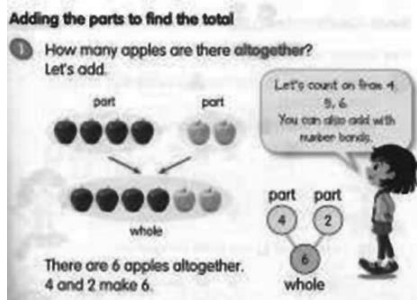 Adding the parts to find the total
1
How many apples are there altogether?
Let's add.
part part
whole
Let's count on from 4.
5, 6.
You can also add with
number bonds.
part part
4 2
6
whole
There are 6 apples altogether.
4 and 2 make 6.